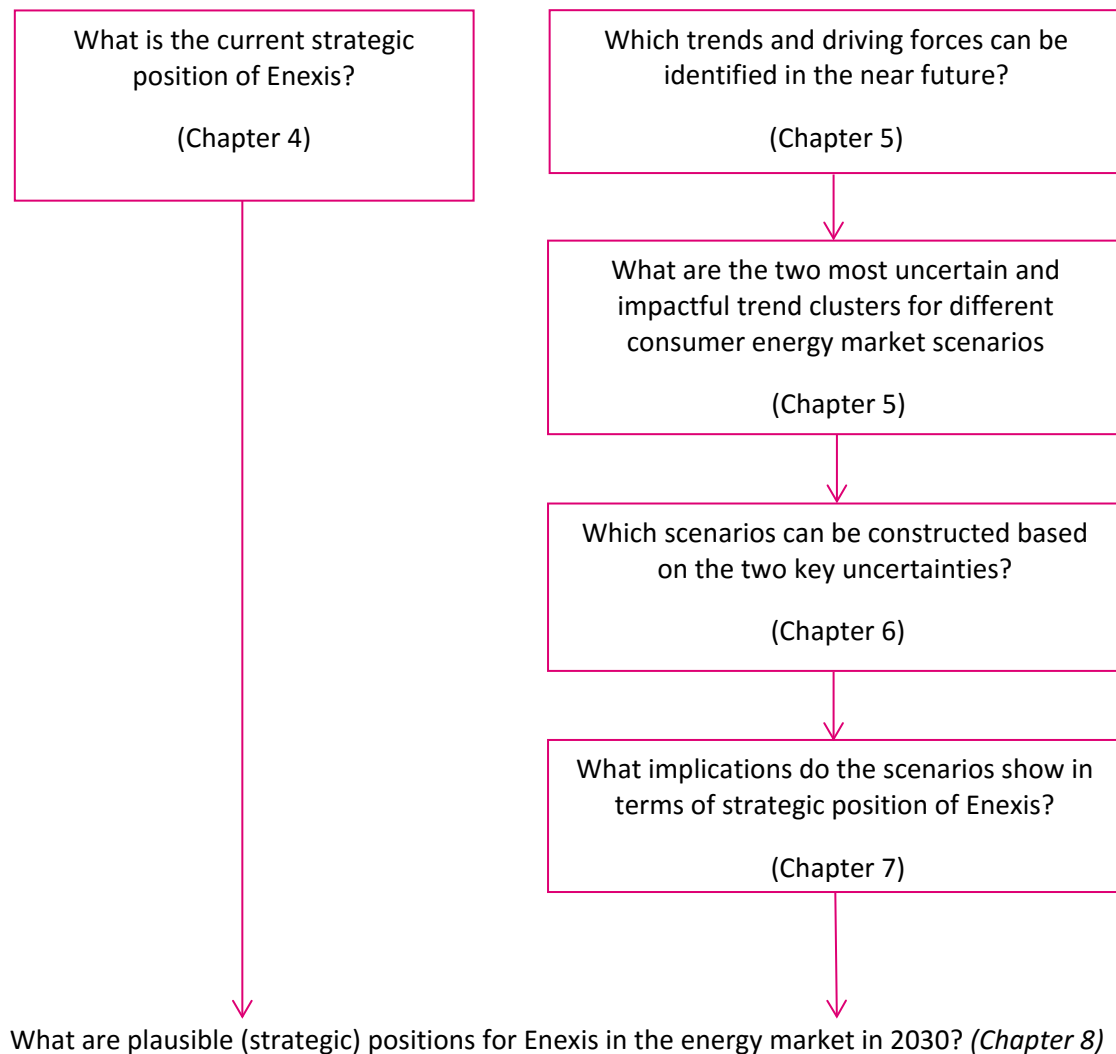 What is the current strategic
position of Enexis?
(Chapter 4)
Which trends and driving forces can be
identified in the near future?
(Chapter 5)
What are the two most uncertain and
impactful trend clusters for different
consumer energy market scenarios
(Chapter 5)
Which scenarios can be constructed based
on the two key uncertainties?
(Chapter 6)
What implications do the scenarios show in
terms of strategic position of Enexis?
(Chapter 7)
What are plausible (strategic) positions for Enexis in the energy market in 2030? (Chapter 8)